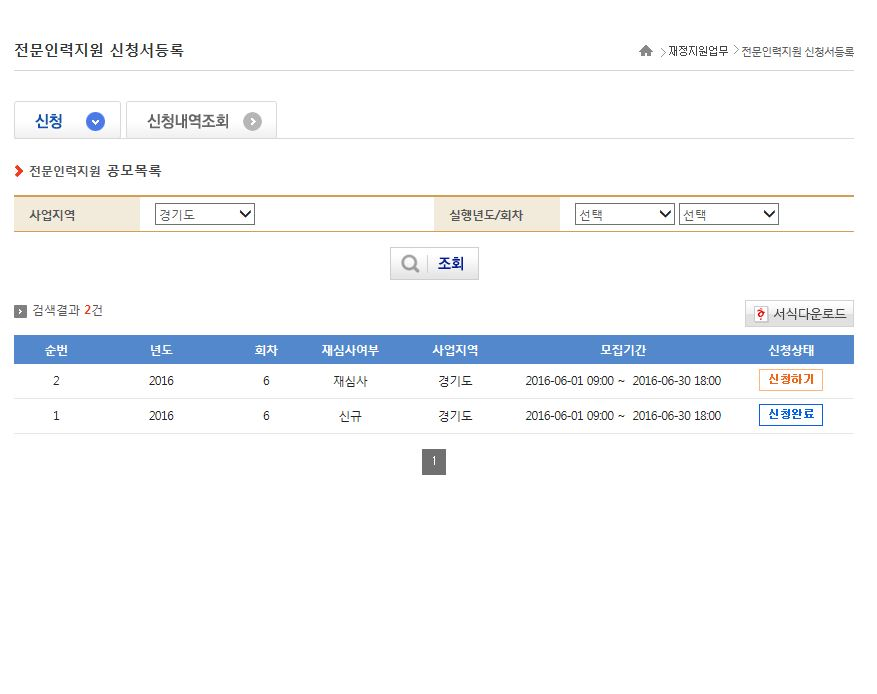 전문인력지원 신청서등록
재정지원업무 > 전문인력지원 신청서등록
신청 신청내역조회
전문인력지원 공모목록
사업지역 경기도 실행년도/회차 선택 선택
조회
검색결과 2건
서식다운로드
순번 년도 회차 재심사여부 사업지역 모집기간 신청상태
2 2016 6 재심사 경기도 2016-06-01 09:00 ~ 2016-06-30 18:00 신청하기
1 2016 6 신규 경기도 2016-06-01 09:00 ~ 2016-06-30 18:00 신청완료
1